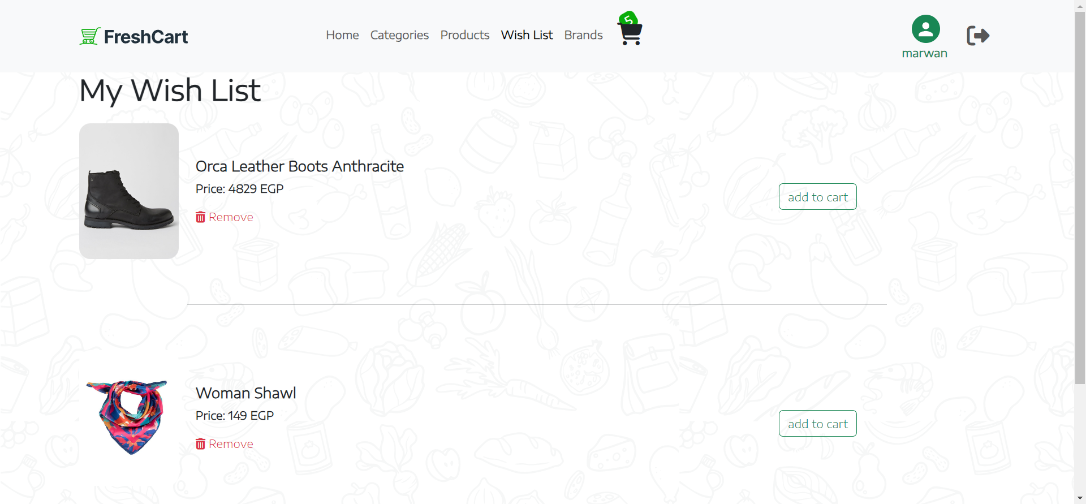 FreshCart
Home Categories Products Wish List Brands 5
marwan
My Wish List
Orca Leather Boots Anthracite
Price: 4829 EGP
Remove
add to cart
Woman Shawl
Price: 149 EGP
Remove
add to cart